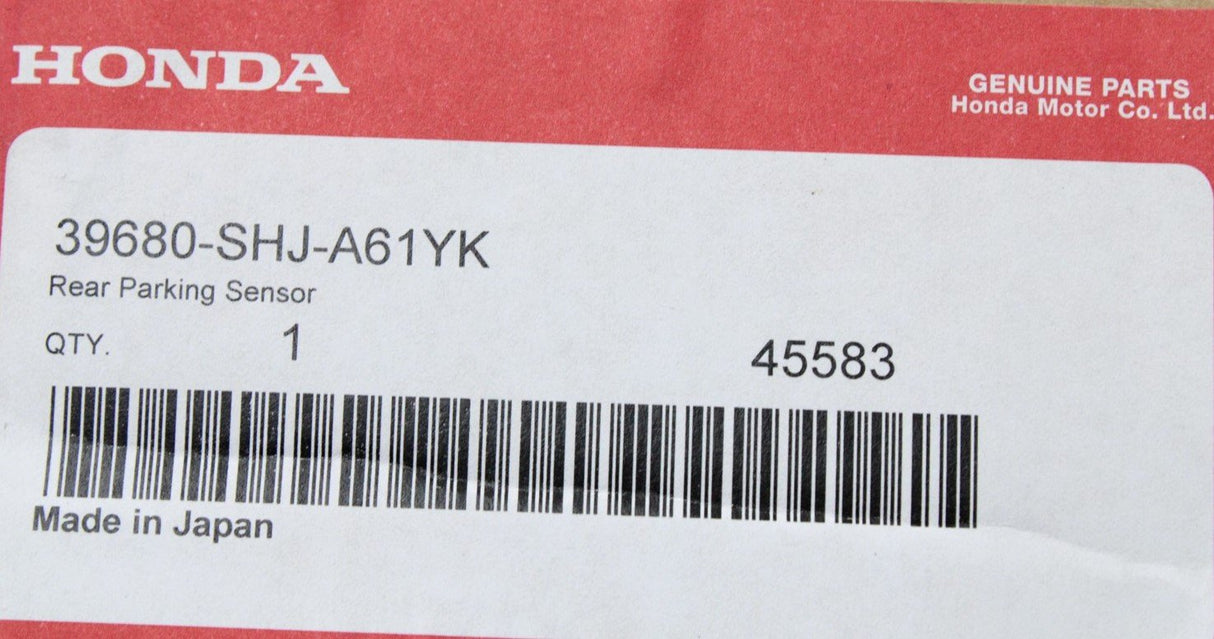 HONDA
GENUINE PARTS
Honda Motor Co. Ltd.
39680-SHJ-A61YK
Rear Parking Sensor
QTY. 1 45583
Made in Japan